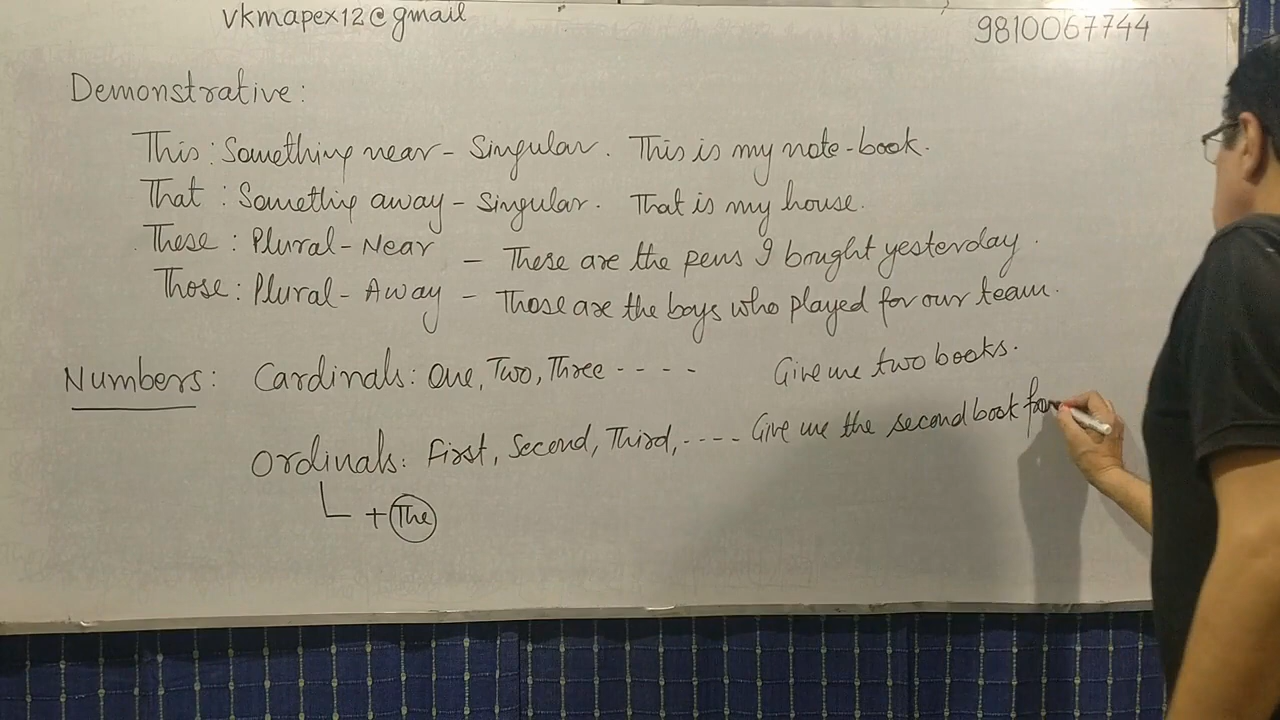 vkmapex12@gmail
9810067744
Demonstrative:
This: Something near - Singular. This is my note-book.
That: Somethig away - Singular. That is my house.
These: Plural - Near - These are the pens I bought yesterday.
Those: Plural - Away - Those are the boys who played for our team.
Numbers: Cardinals: One, Two, Three - - - - Give me two books.
Ordinals: First, Second, Third, - - - - Give me the second book from
+ The